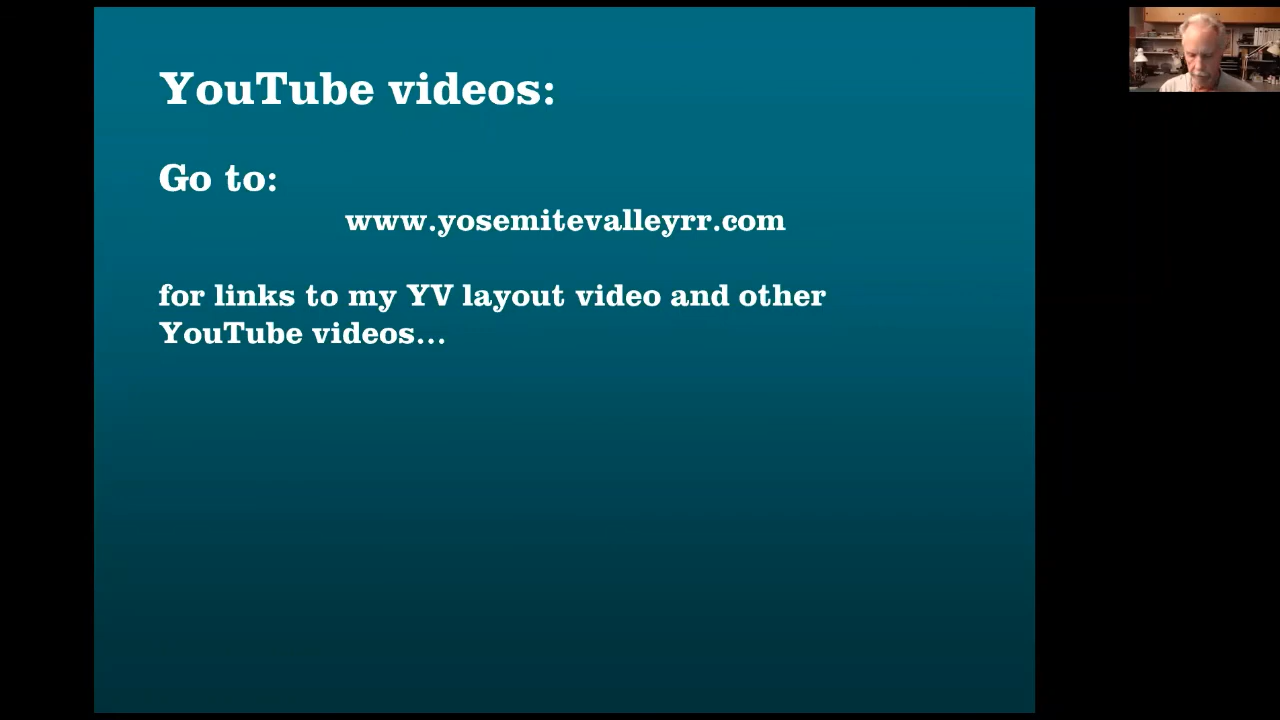 YouTube videos:
Go to:
www.yosemitevalleyrr.com
for links to my YV layout video and other
YouTube videos...